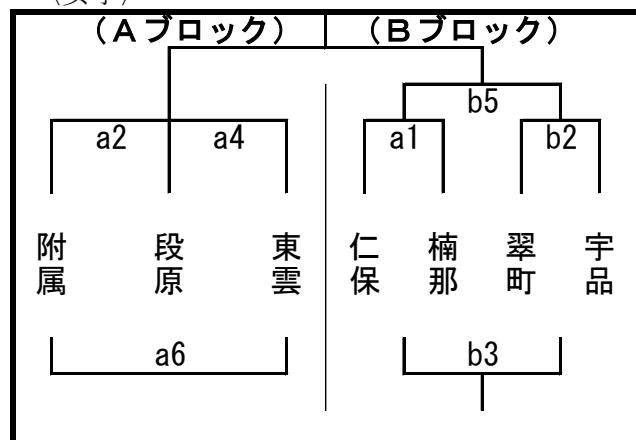 （Ａブロック） （Ｂブロック）
b5
a2 a4 a1 b2
附属 段原 東雲 仁保 楠那 翠町 宇品
a6 b3